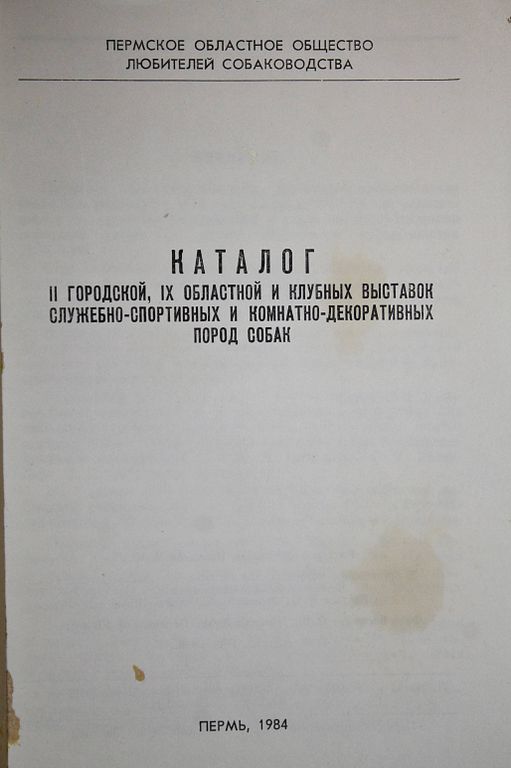 ПЕРМСКОЕ ОБЛАСТНОЕ ОБЩЕСТВО
ЛЮБИТЕЛЕЙ СОБАКОВОДСТВА
КАТАЛОГ
II ГОРОДСКОЙ, IX ОБЛАСТНОЙ И КЛУБНЫХ ВЫСТАВОК
СЛУЖЕБНО-СПОРТИВНЫХ И КОМНАТНО-ДЕКОРАТИВНЫХ
ПОРОД СОБАК
ПЕРМЬ, 1984